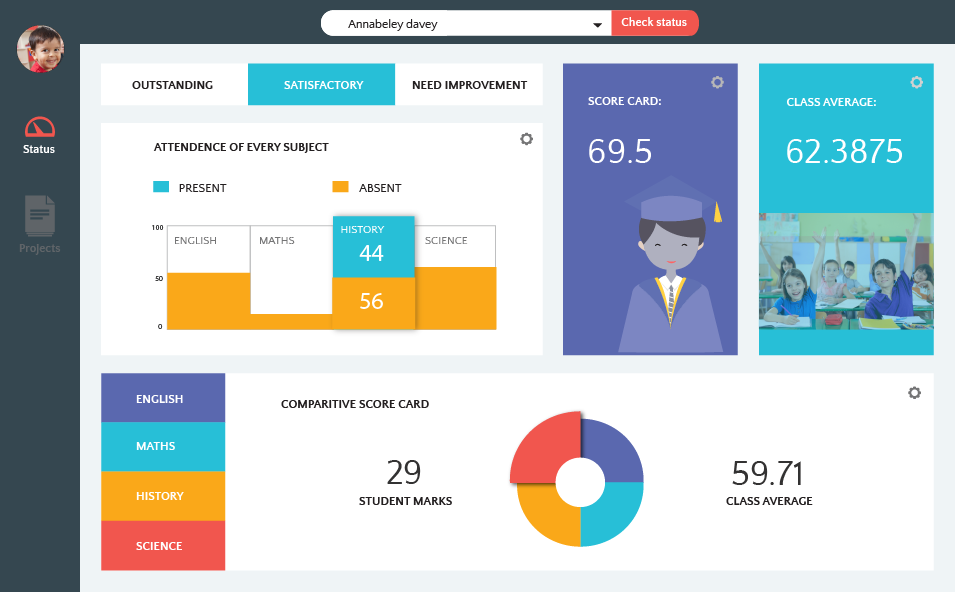 Annabeley davey
Check status
Status
Projects
OUTSTANDING
SATISFACTORY
NEED IMPROVEMENT
ATTENDENCE OF EVERY SUBJECT
PRESENT
ABSENT
100
50
0
ENGLISH
MATHS
HISTORY
44
56
SCIENCE
SCORE CARD:
69.5
CLASS AVERAGE:
62.3875
ENGLISH
MATHS
HISTORY
SCIENCE
COMPARITIVE SCORE CARD
29
STUDENT MARKS
59.71
CLASS AVERAGE